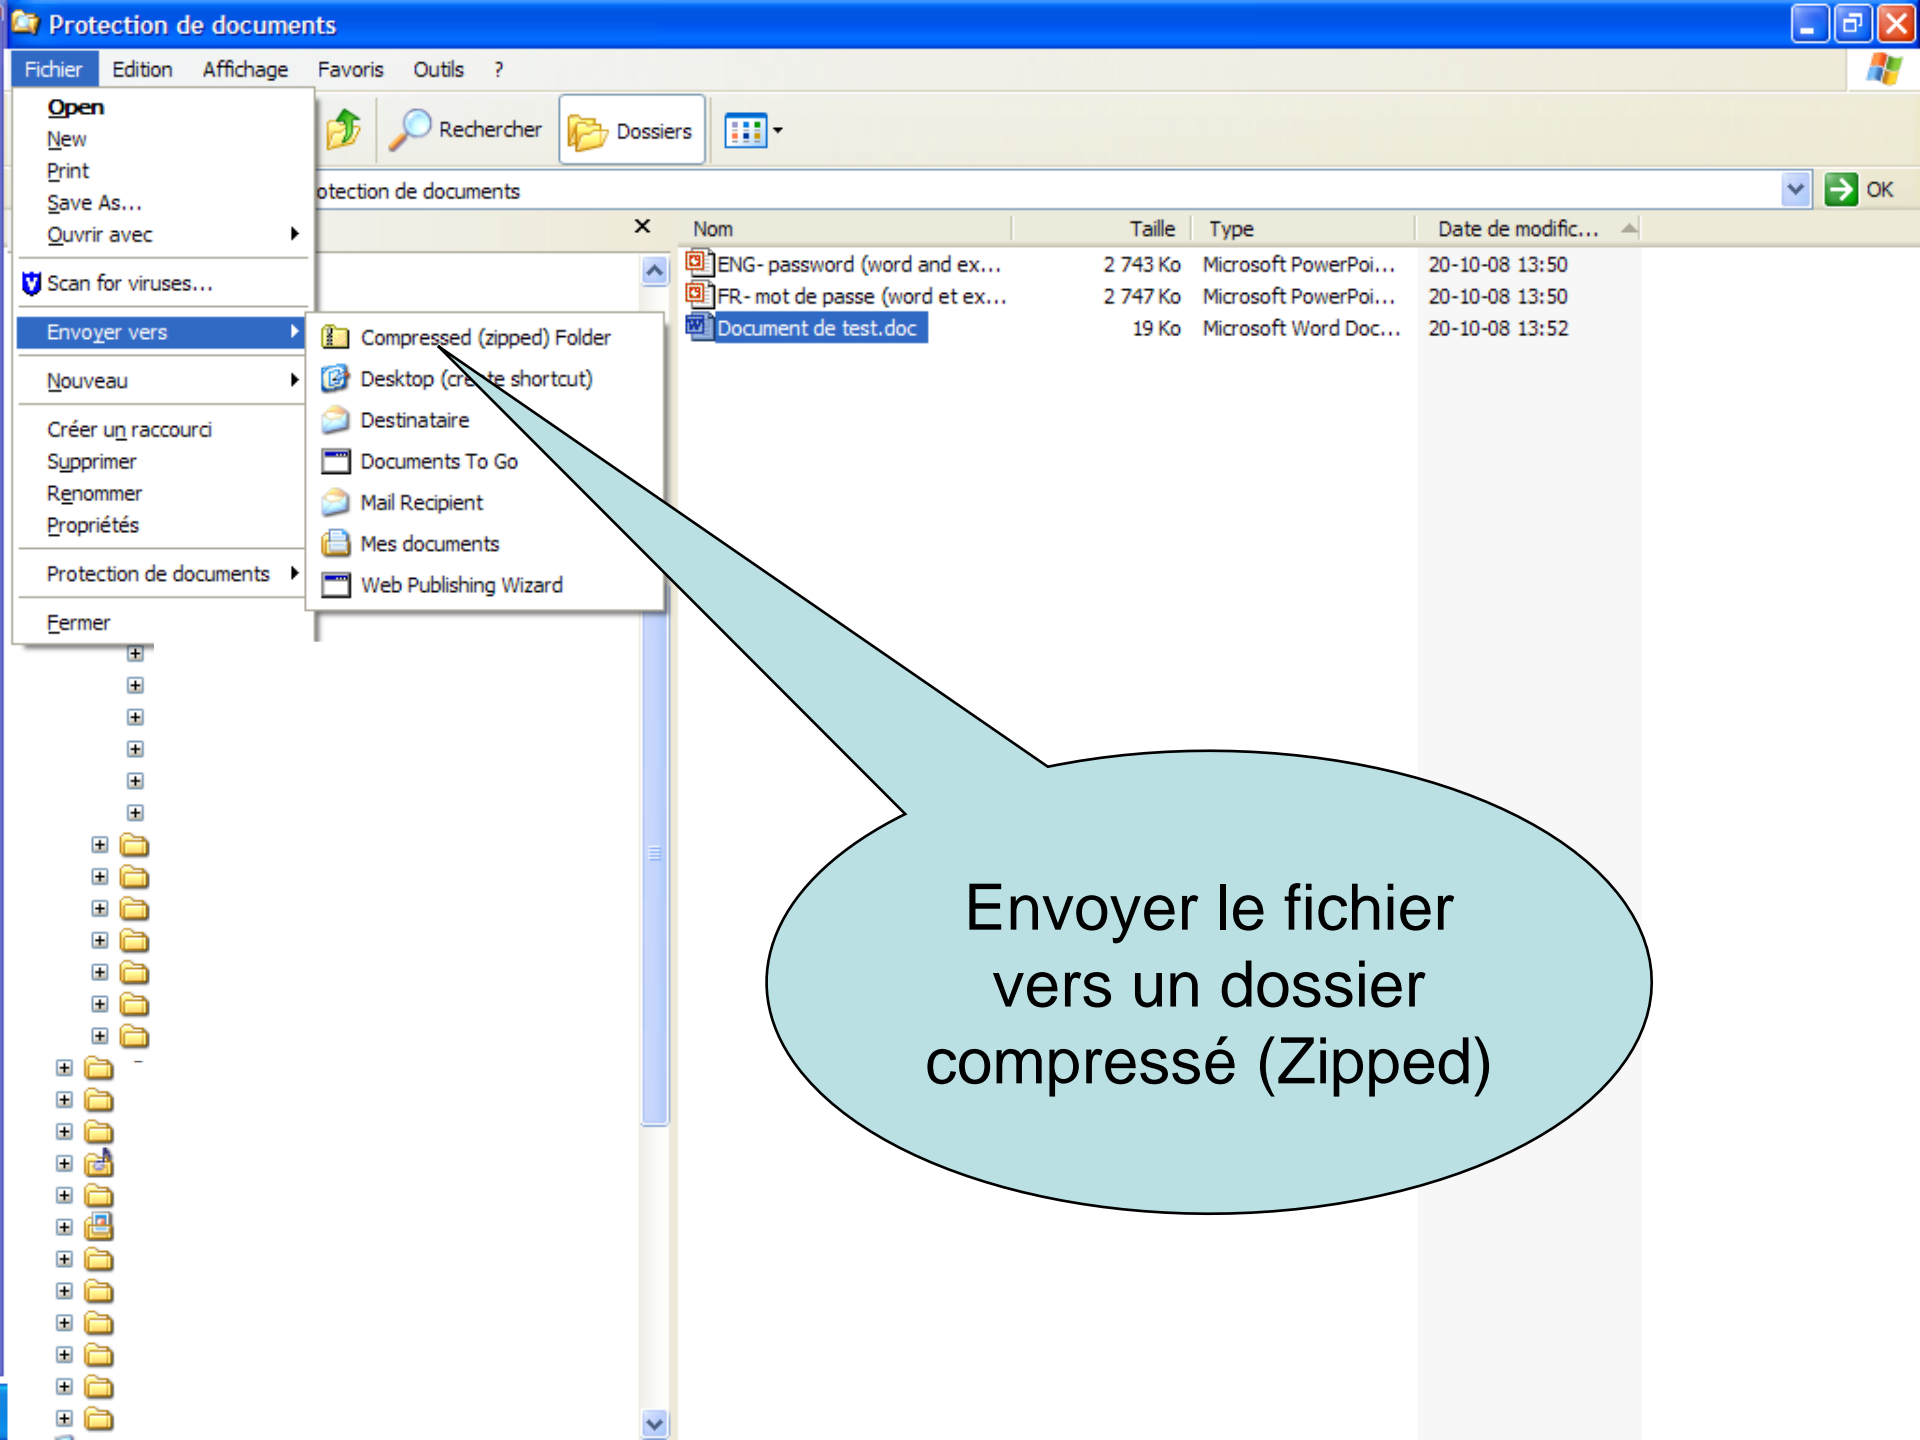 Protection de documents
Fichier Edition Affichage Favoris Outils ?
Open
New
Print
Save As...
Ouvrir avec
Scan for viruses...
Envoyer vers
Nouveau
Créer un raccourci
Supprimer
Renommer
Propriétés
Protection de documents
Fermer
Rechercher Dossiers
otection de documents OK
Compressed (zipped) Folder
Desktop (create shortcut)
Destinataire
Documents To Go
Mail Recipient
Mes documents
Web Publishing Wizard
Nom Taille Type Date de modific...
ENG- password (word and ex... 2 743 Ko Microsoft PowerPoi... 20-10-08 13:50
FR- mot de passe (word et ex... 2 747 Ko Microsoft PowerPoi... 20-10-08 13:50
Document de test.doc 19 Ko Microsoft Word Doc... 20-10-08 13:52
Envoyer le fichier
vers un dossier
compressé (Zipped)